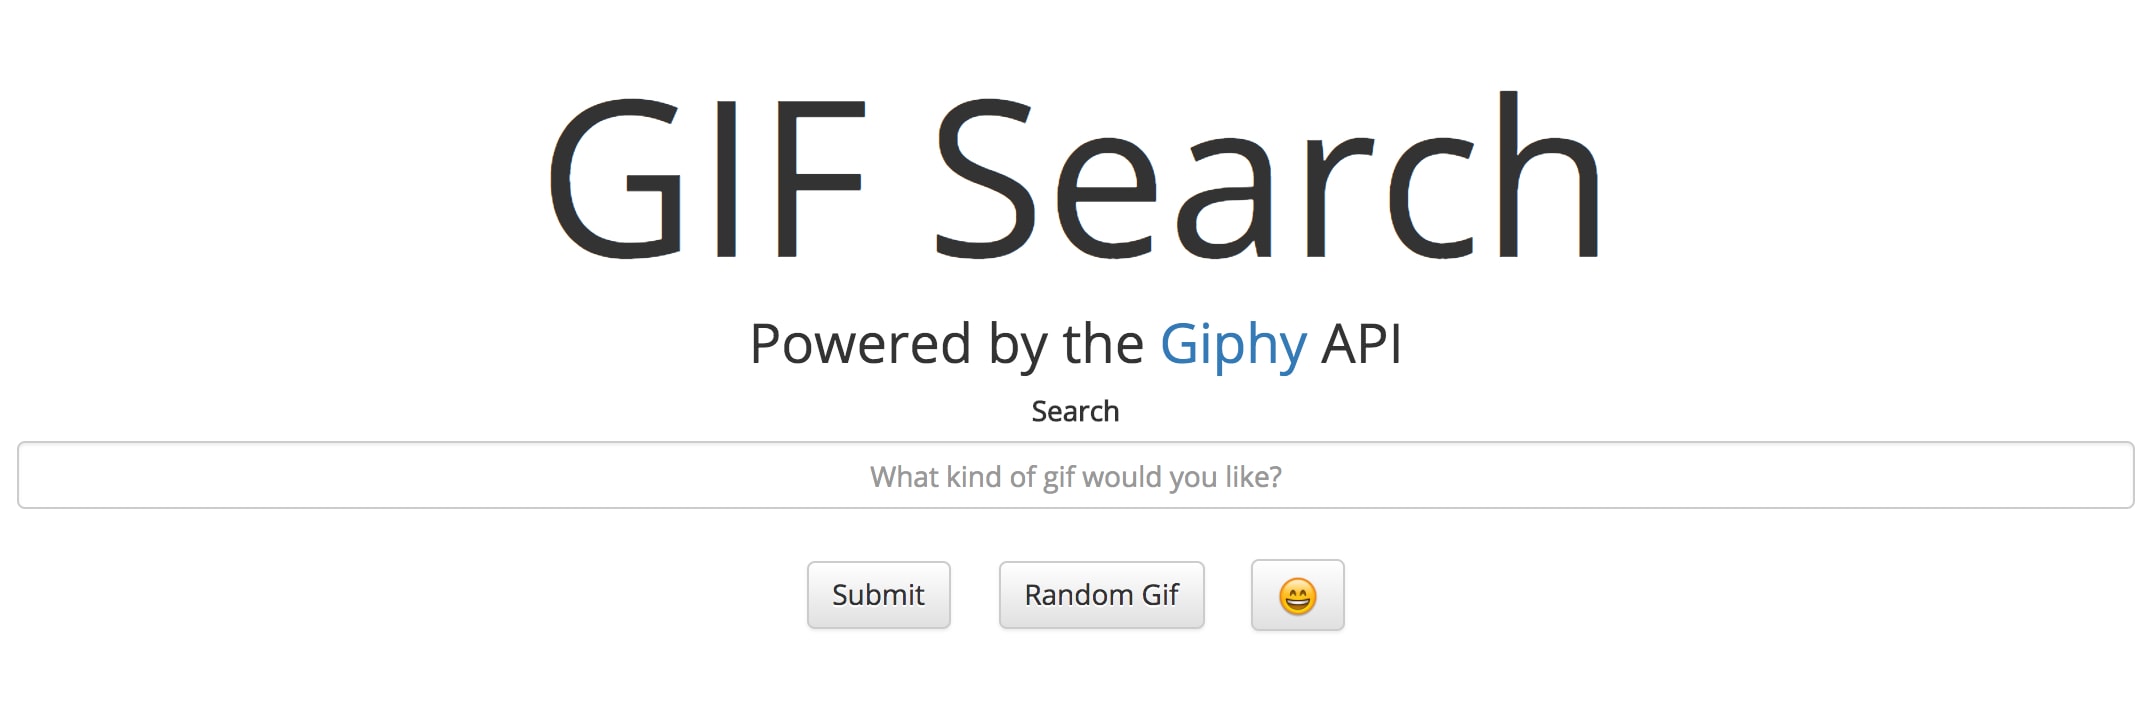 GIF Search
Powered by the Giphy API
Search
What kind of gif would you like?
Submit Random Gif 😄